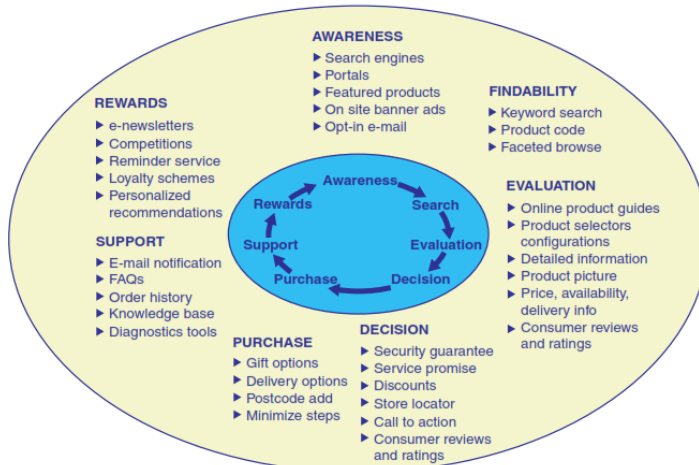 AWARENESS
▶ Search engines
▶ Portals
▶ Featured products
▶ On site banner ads
▶ Opt-in e-mail
FINDABILITY
▶ Keyword search
▶ Product code
▶ Faceted browse
EVALUATION
▶ Online product guides
▶ Product selectors
configurations
▶ Detailed information
▶ Product picture
▶ Price, availability,
delivery info
▶ Consumer reviews
and ratings
DECISION
▶ Security guarantee
▶ Service promise
▶ Discounts
▶ Store locator
▶ Call to action
▶ Consumer reviews
and ratings
PURCHASE
▶ Gift options
▶ Delivery options
▶ Postcode add
▶ Minimize steps
SUPPORT
▶ E-mail notification
▶ FAQs
▶ Order history
▶ Knowledge base
▶ Diagnostics tools
REWARDS
▶ e-newsletters
▶ Competitions
▶ Reminder service
▶ Loyalty schemes
▶ Personalized
recommendations
Awareness
Search
Evaluation
Decision
Purchase
Support
Rewards